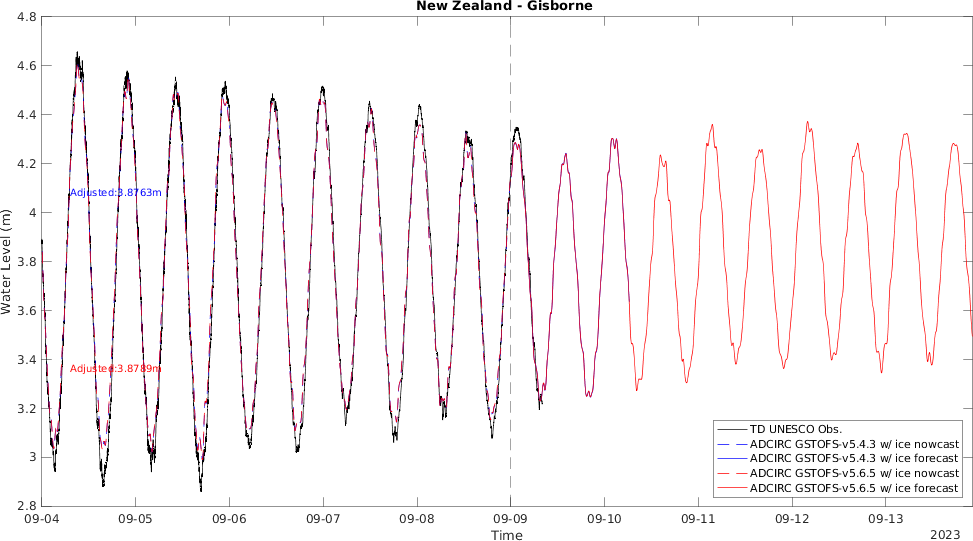 New Zealand - Gisborne
4.8
4.6
4.4
4.2
4
3.8
3.6
3.4
3.2
3
2.8
Water Level (m)
Adjusted:3.8763m
Adjusted:3.8789m
TD UNESCO Obs.
ADCIRC GSTOFS-v5.4.3 w/ ice nowcast
ADCIRC GSTOFS-v5.4.3 w/ ice forecast
ADCIRC GSTOFS-v5.6.5 w/ ice nowcast
ADCIRC GSTOFS-v5.6.5 w/ ice forecast
09-04 09-05 09-06 09-07 09-08 09-09 09-10 09-11 09-12 09-13
Time
2023